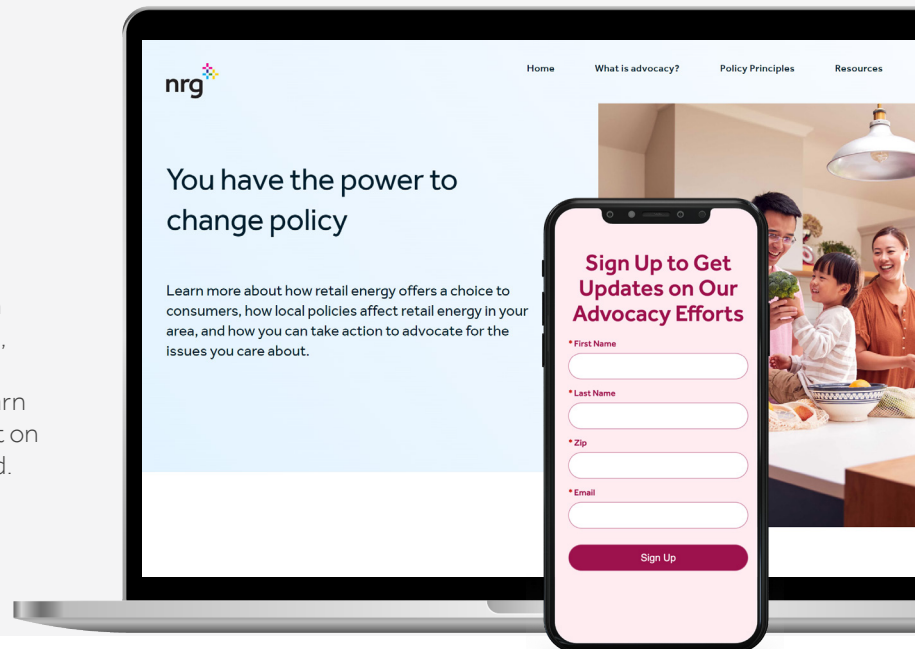 nrg
Home What is advocacy? Policy Principles Resources
You have the power to
change policy
Learn more about how retail energy offers a choice to
consumers, how local policies affect retail energy in your
area, and how you can take action to advocate for the
issues you care about.
Sign Up to Get
Updates on Our
Advocacy Efforts
* First Name
* Last Name
* Zip
* Email
Sign Up
on